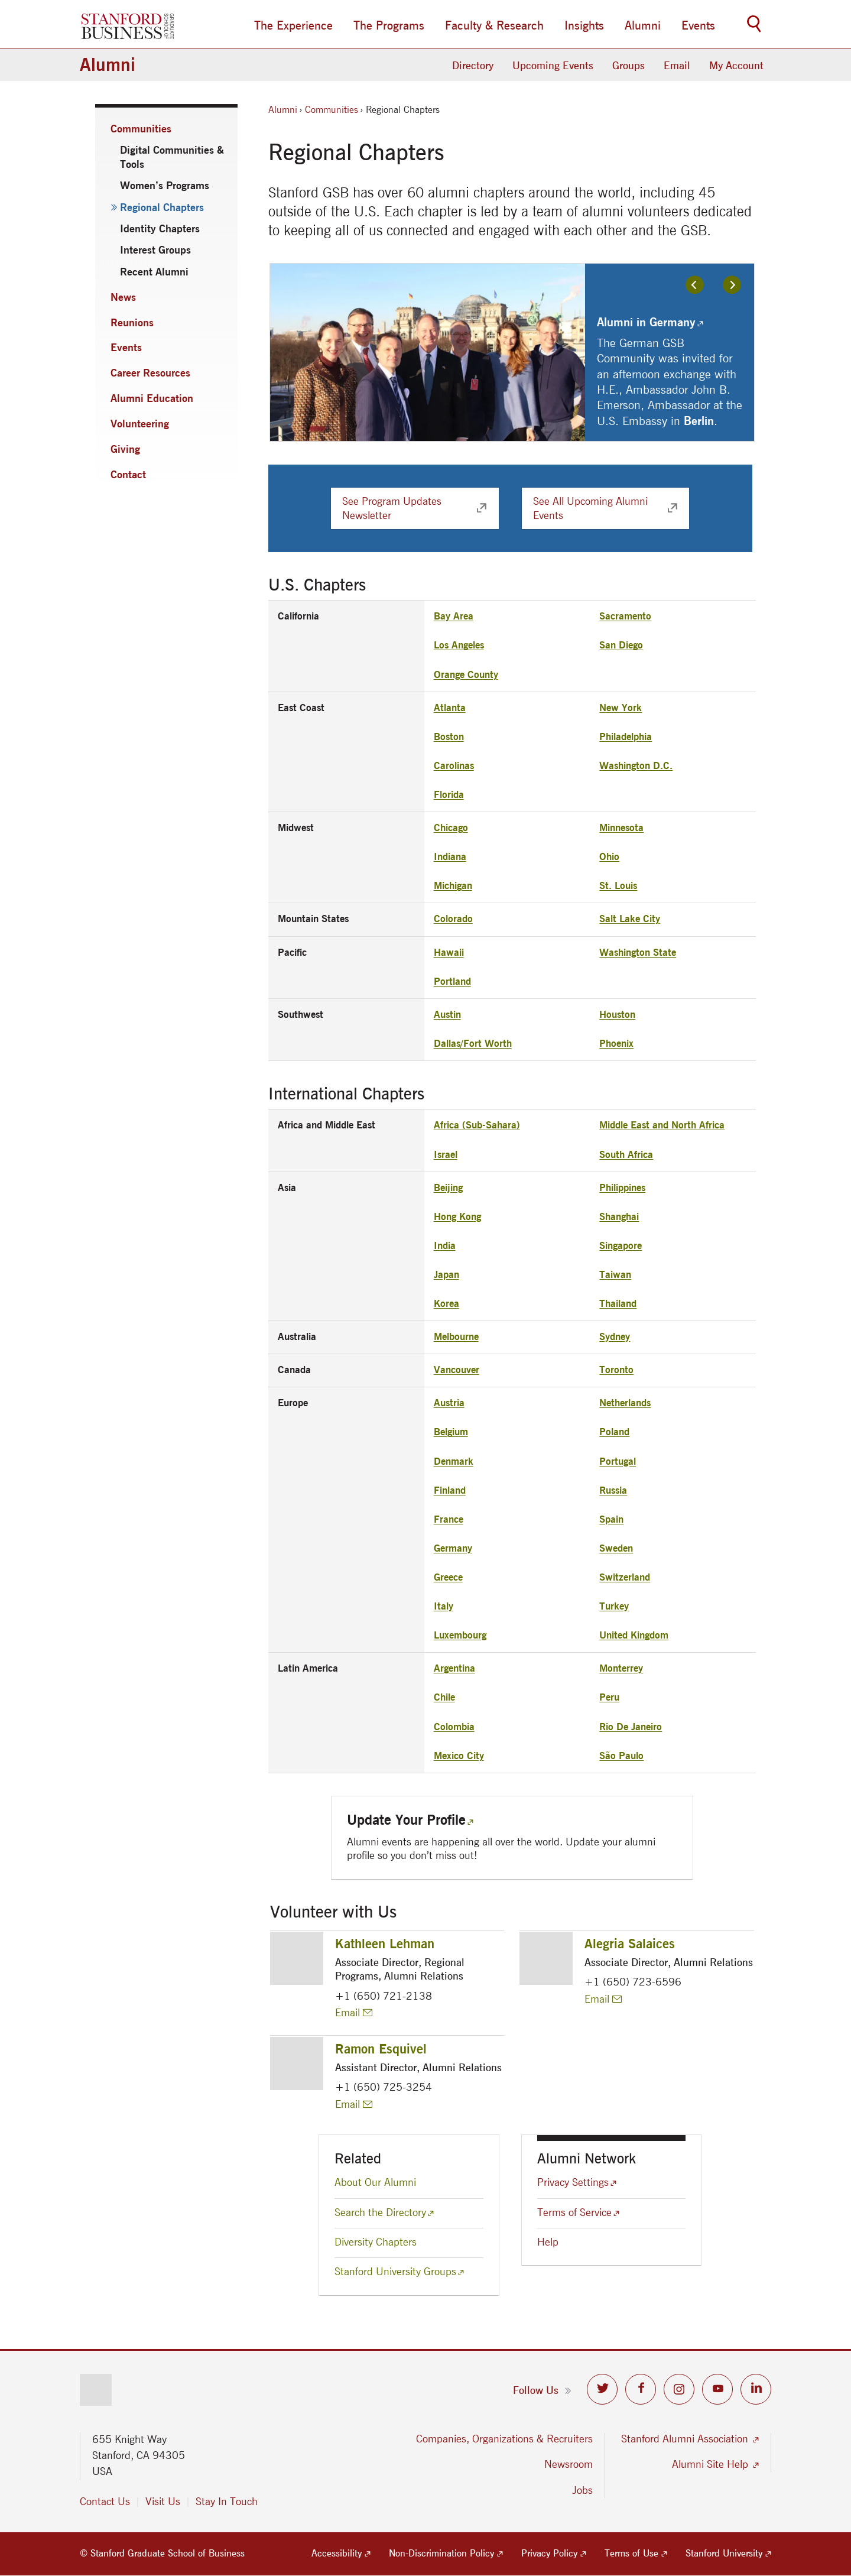 STANFORD
BUSINESS
GRADUATE
SCHOOL OF
The Experience
The Programs
Faculty & Research
Insights
Alumni
Events
Alumni
Directory
Upcoming Events
Groups
Email
My Account
Communities
Digital Communities &
Tools
Women's Programs
Regional Chapters
Identity Chapters
Interest Groups
Recent Alumni
News
Reunions
Events
Career Resources
Alumni Education
Volunteering
Giving
Contact
Alumni › Communities › Regional Chapters
Regional Chapters
Stanford GSB has over 60 alumni chapters around the world, including 45
outside of the U.S. Each chapter is led by a team of alumni volunteers dedicated
to keeping all of us connected and engaged with each other and the GSB.
Alumni in Germany
The German GSB
Community was invited for
an afternoon exchange with
H.E., Ambassador John B.
Emerson, Ambassador at the
U.S. Embassy in Berlin.
See Program Updates
Newsletter
See All Upcoming Alumni
Events
U.S. Chapters
California
Bay Area
Sacramento
Los Angeles
San Diego
Orange County
East Coast
Atlanta
New York
Boston
Philadelphia
Carolinas
Washington D.C.
Florida
Midwest
Chicago
Minnesota
Indiana
Ohio
Michigan
St. Louis
Mountain States
Colorado
Salt Lake City
Pacific
Hawaii
Washington State
Portland
Southwest
Austin
Houston
Dallas/Fort Worth
Phoenix
International Chapters
Africa and Middle East
Africa (Sub-Sahara)
Middle East and North Africa
Israel
South Africa
Asia
Beijing
Philippines
Hong Kong
Shanghai
India
Singapore
Japan
Taiwan
Korea
Thailand
Australia
Melbourne
Sydney
Canada
Vancouver
Toronto
Europe
Austria
Netherlands
Belgium
Poland
Denmark
Portugal
Finland
Russia
France
Spain
Germany
Sweden
Greece
Switzerland
Italy
Turkey
Luxembourg
United Kingdom
Latin America
Argentina
Monterrey
Chile
Peru
Colombia
Rio De Janeiro
Mexico City
São Paulo
Update Your Profile
Alumni events are happening all over the world. Update your alumni
profile so you don't miss out!
Volunteer with Us
Kathleen Lehman
Associate Director, Regional
Programs, Alumni Relations
+1 (650) 721-2138
Email
Alegria Salaices
Associate Director, Alumni Relations
+1 (650) 723-6596
Email
Ramon Esquivel
Assistant Director, Alumni Relations
+1 (650) 725-3254
Email
Related
About Our Alumni
Search the Directory
Diversity Chapters
Stanford University Groups
Alumni Network
Privacy Settings
Terms of Service
Help
Follow Us
655 Knight Way
Stanford, CA 94305
USA
Contact Us
Visit Us
Stay In Touch
Companies, Organizations & Recruiters
Newsroom
Jobs
Stanford Alumni Association
Alumni Site Help
© Stanford Graduate School of Business
Accessibility
Non-Discrimination Policy
Privacy Policy
Terms of Use
Stanford University